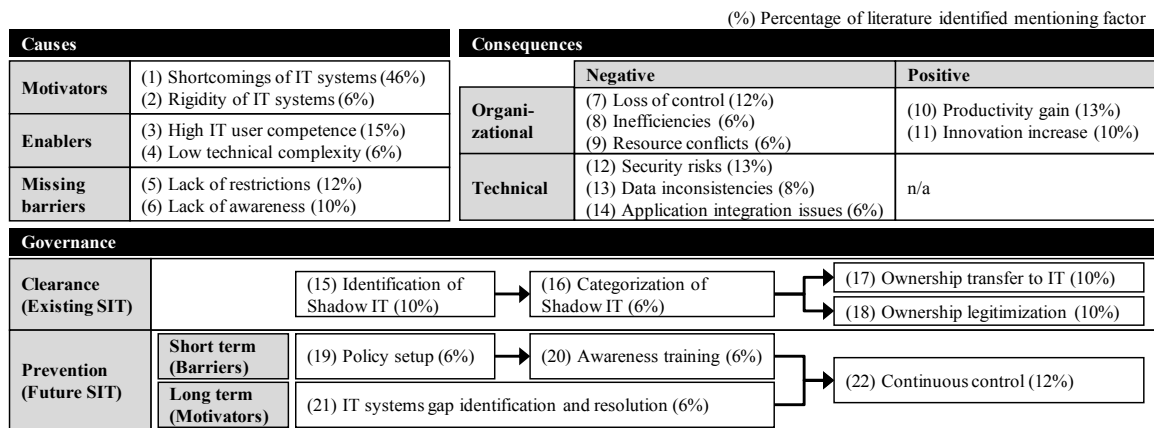 (%) Percentage of literature identified mentioning factor
Causes
Motivators
(1) Shortcomings of IT systems (46%)
(2) Rigidity of IT systems (6%)
Enablers
(3) High IT user competence (15%)
(4) Low technical complexity (6%)
Missing
barriers
(5) Lack of restrictions (12%)
(6) Lack of awareness (10%)
Consequences
Negative
Positive
Organi-
zational
(7) Loss of control (12%)
(8) Inefficiencies (6%)
(9) Resource conflicts (6%)
(10) Productivity gain (13%)
(11) Innovation increase (10%)
Technical
(12) Security risks (13%)
(13) Data inconsistencies (8%)
(14) Application integration issues (6%)
n/a
Governance
Clearance
(Existing SIT)
(15) Identification of
Shadow IT (10%)
(16) Categorization of
Shadow IT (6%)
(17) Ownership transfer to IT (10%)
(18) Ownership legitimization (10%)
Prevention
(Future SIT)
Short term
(Barriers)
(19) Policy setup (6%)
(20) Awareness training (6%)
Long term
(Motivators)
(21) IT systems gap identification and resolution (6%)
(22) Continuous control (12%)